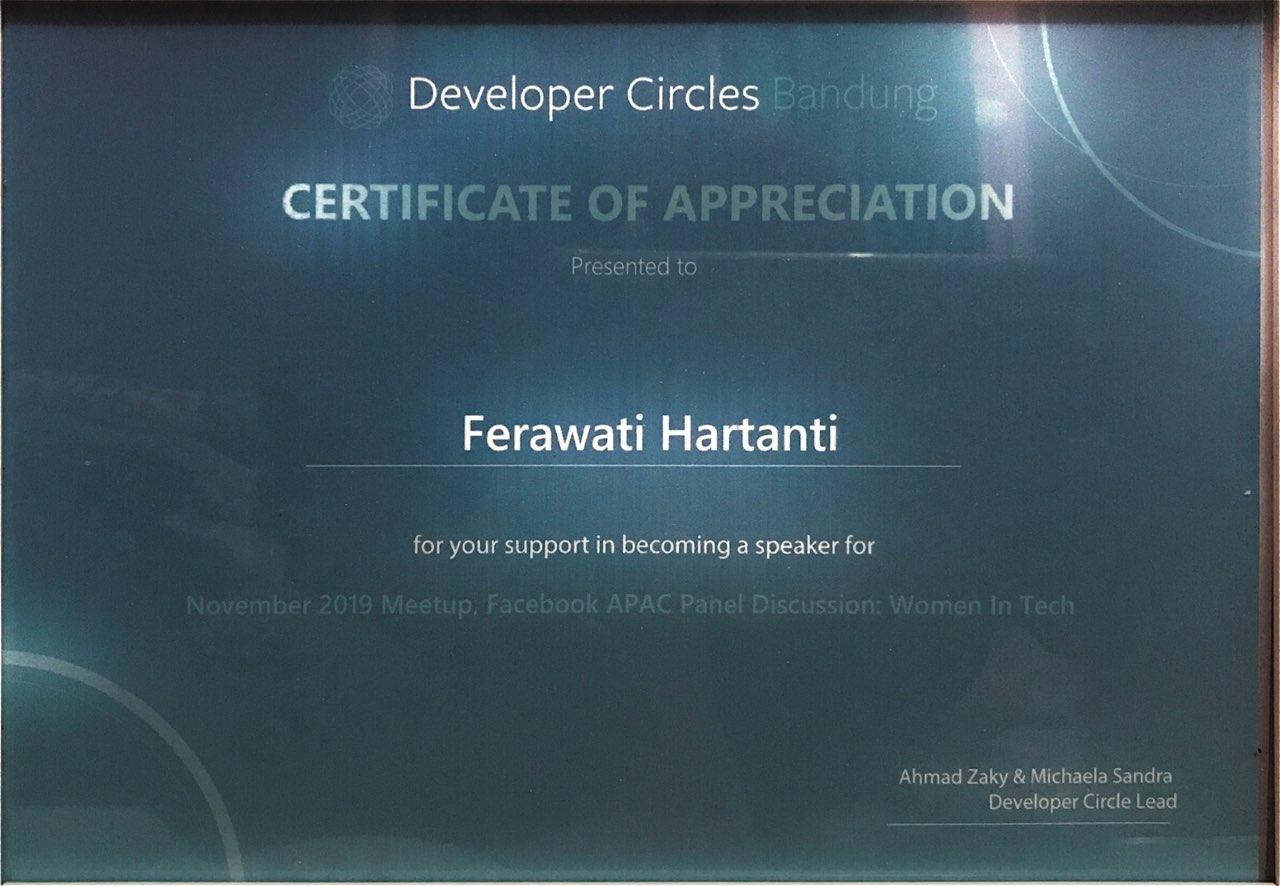 Developer Circles Bandung
CERTIFICATE OF APPRECIATION
Presented to
Ferawati Hartanti
for your support in becoming a speaker for
November 2019 Meetup, Facebook APAC Panel Discussion: Women In Tech
Ahmad Zaky & Michaela Sandra
Developer Circle Lead